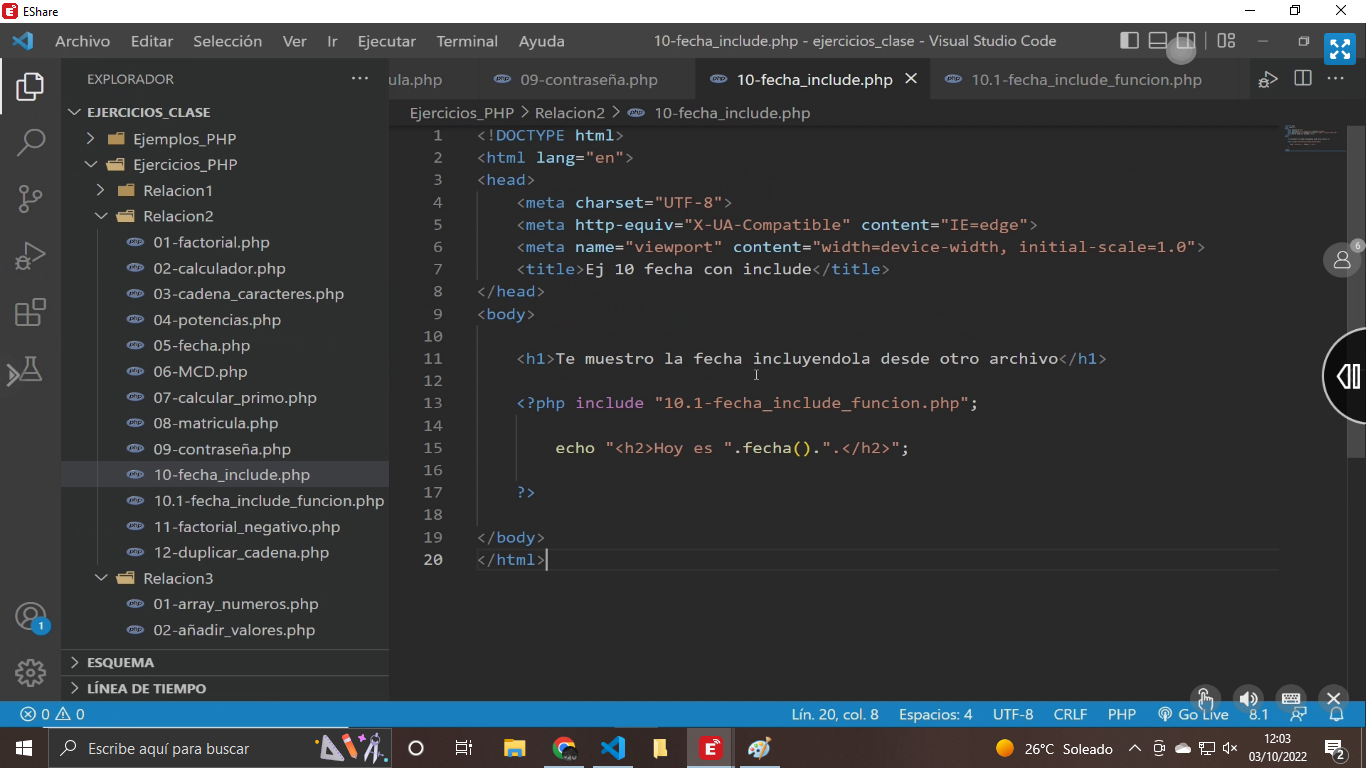 EShare
Archivo Editar Selección Ver Ir Ejecutar Terminal Ayuda 10-fecha_include.php - ejercicios_clase - Visual Studio Code
EXPLORADOR
ula.php 09-contraseña.php 10-fecha_include.php 10.1-fecha_include_funcion.php
Ejercicios_PHP > Relacion2 > 10-fecha_include.php
EJERCICIOS_CLASE
Ejemplos_PHP
Ejercicios_PHP
Relacion1
Relacion2
01-factorial.php
02-calculador.php
03-cadena_caracteres.php
04-potencias.php
05-fecha.php
06-MCD.php
07-calcular_primo.php
08-matricula.php
09-contraseña.php
10-fecha_include.php
10.1-fecha_include_funcion.php
11-factorial_negativo.php
12-duplicar_cadena.php
Relacion3
01-array_numeros.php
02-añadir_valores.php
ESQUEMA
LÍNEA DE TIEMPO
1 <!DOCTYPE html>
2 <html lang="en">
3 <head>
4 <meta charset="UTF-8">
5 <meta http-equiv="X-UA-Compatible" content="IE=edge">
6 <meta name="viewport" content="width=device-width, initial-scale=1.0">
7 <title>Ej 10 fecha con include</title>
8 </head>
9 <body>
10
11 <h1>Te muestro la fecha incluyendola desde otro archivo</h1>
12
13 <?php include "10.1-fecha_include_funcion.php";
14
15 echo "<h2>Hoy es ".fecha().".</h2>";
16
17 ?>
18
19 </body>
20 </html>
6
1
0 0 Lín. 20, col. 8 Espacios: 4 UTF-8 CRLF PHP Go Live 8.1
Escribe aquí para buscar 26°C Soleado 12:03
03/10/2022 2